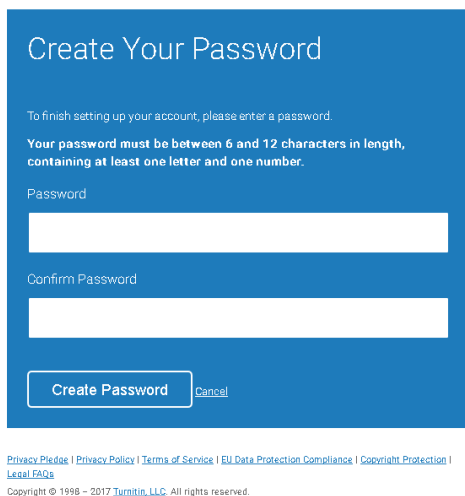 Create Your Password
To finish setting up your account, please enter a password.
Your password must be between 6 and 12 characters in length,
containing at least one letter and one number.
Password
Confirm Password
Create Password Cancel
Privacy Pledge | Privacy Policy | Terms of Service | EU Data Protection Compliance | Copyright Protection |
Legal FAQs
Copyright © 1998 – 2017 Turnitin, LLC. All rights reserved.